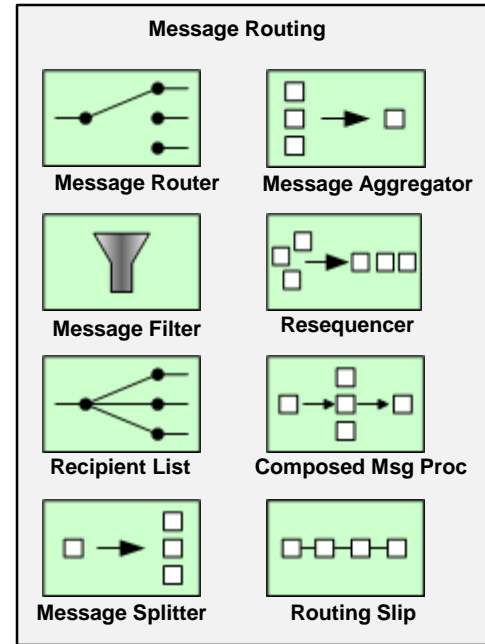 Message Routing
Message Router
Message Aggregator
Message Filter
Resequencer
Recipient List
Composed Msg Proc
Message Splitter
Routing Slip